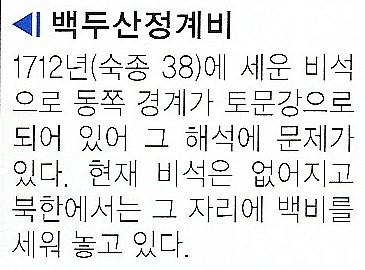 백두산정계비
1712년(숙종 38)에 세운 비석
으로 동쪽 경계가 토문강으로
되어 있어 그 해석에 문제가
있다. 현재 비석은 없어지고
북한에서는 그 자리에 백비를
세워 놓고 있다.